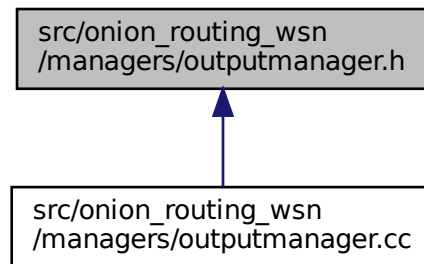 src/onion_routing_wsn
/managers/outputmanager.h
src/onion_routing_wsn
/managers/outputmanager.cc